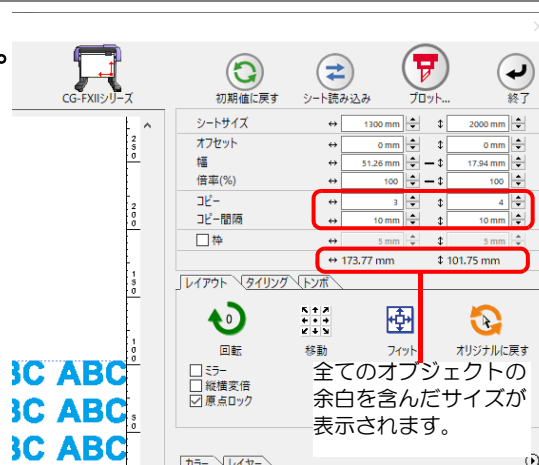 CG-FXIIシリーズ
初期値に戻す シート読み込み プロット... 終了
シートサイズ ↔ 1300 mm ↕ 2000 mm
オフセット ↔ 0 mm ↕ 0 mm
幅 ↔ 51.26 mm ↕ 17.94 mm
倍率(%) ↔ 100 ↕ 100
コピー ↔ 3 ↕ 4
コピー間隔 ↔ 10 mm ↕ 10 mm
枠 ↔ 5 mm ↕ 5 mm
↔ 173.77 mm ↕ 101.75 mm
レイアウト タイリング トンボ
0
回転 移動 フィット オリジナルに戻す
ミラー
縦横変倍
原点ロック
全てのオブジェクトの
余白を含んだサイズが
表示されます。
カラー レイヤー
250
200
150
100
50
BC ABC
BC ABC
BC ABC